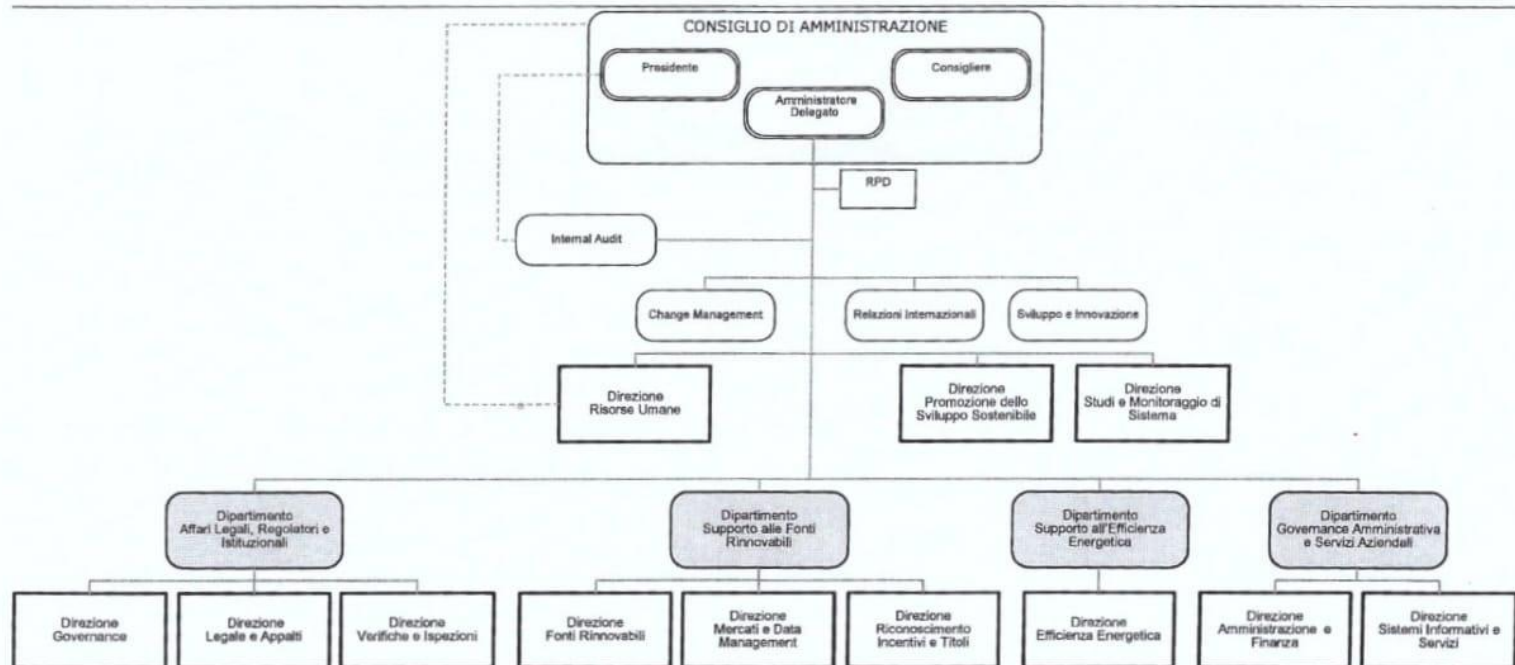 CONSIGLIO DI AMMINISTRAZIONE
Presidente
Consigliere
Amministratore
Delegato
RPD
Internal Audit
Change Management
Relazioni Internazionali
Sviluppo e Innovazione
Direzione
Risorse Umane
Direzione
Promozione dello
Sviluppo Sostenibile
Direzione
Studi e Monitoraggio di
Sistema
Dipartimento
Affari Legali, Regolatori e
Istituzionali
Dipartimento
Supporto alle Fonti
Rinnovabili
Dipartimento
Supporto all'Efficienza
Energetica
Dipartimento
Governance Amministrativa
e Servizi Aziendali
Direzione
Governance
Direzione
Legale e Appalti
Direzione
Verifiche e Ispezioni
Direzione
Fonti Rinnovabili
Direzione
Mercati e Data
Management
Direzione
Riconoscimento
Incentivi e Titoli
Direzione
Efficienza Energetica
Direzione
Amministrazione e
Finanza
Direzione
Sistemi Informativi e
Servizi